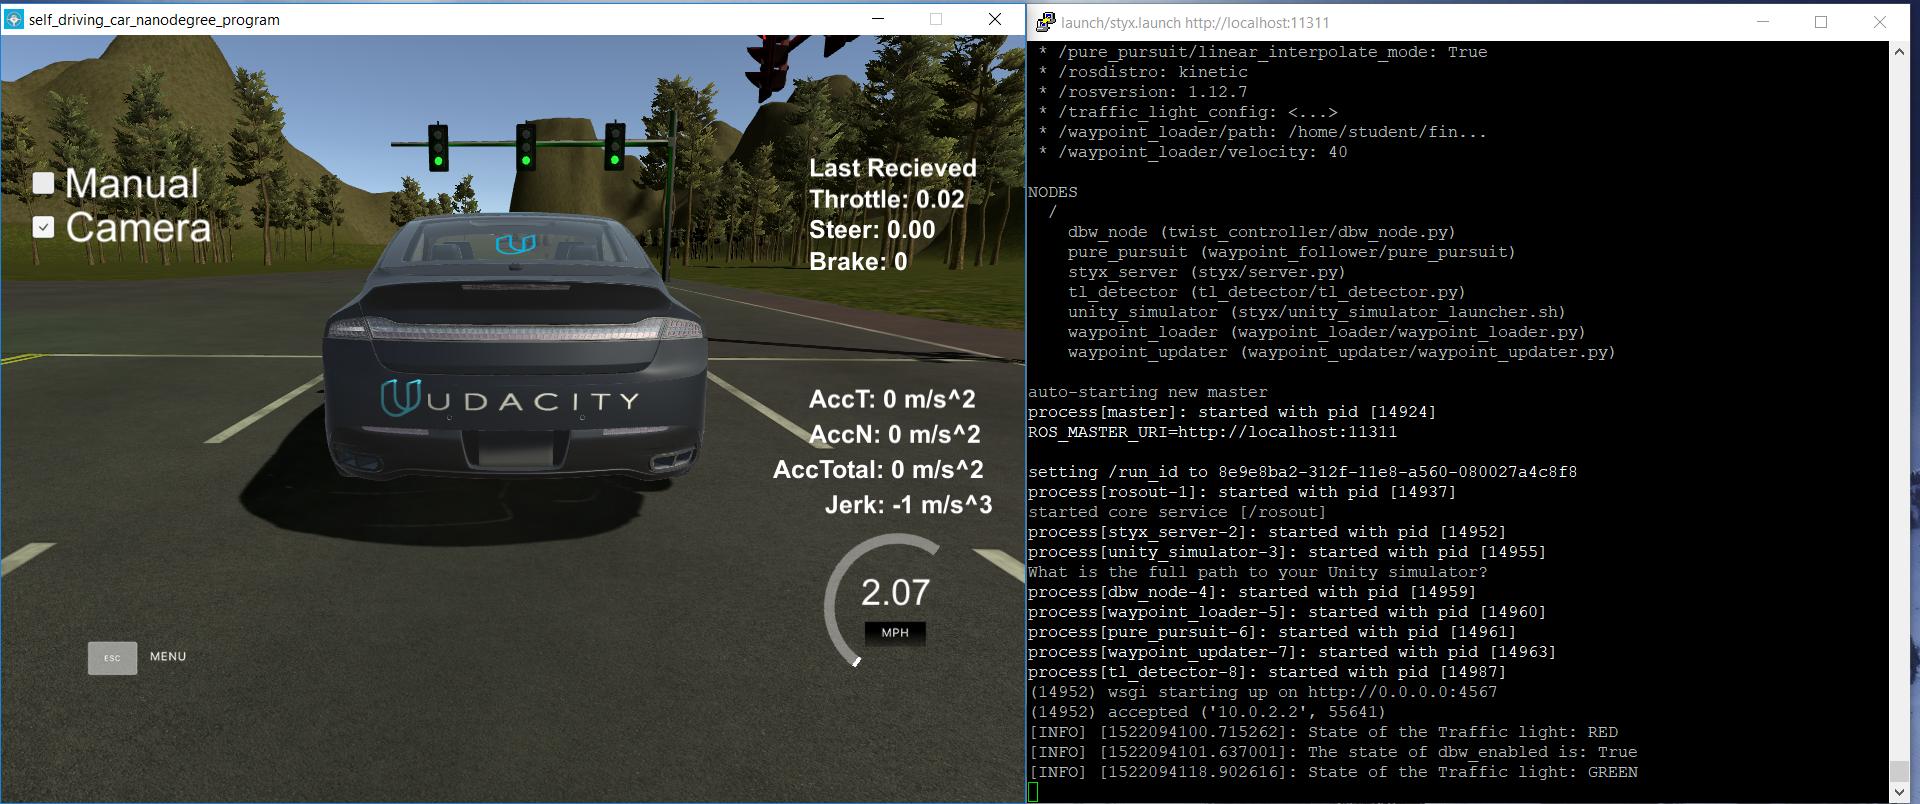 self_driving_car_nanodegree_program
Manual
Camera
Last Recieved
Throttle: 0.02
Steer: 0.00
Brake: 0
UDACITY
AccT: 0 m/s^2
AccN: 0 m/s^2
AccTotal: 0 m/s^2
Jerk: -1 m/s^3
2.07
MPH
ESC MENU
launch/styx.launch http://localhost:11311
* /pure_pursuit/linear_interpolate_mode: True
* /rosdistro: kinetic
* /rosversion: 1.12.7
* /traffic_light_config: <...>
* /waypoint_loader/path: /home/student/fin...
* /waypoint_loader/velocity: 40
NODES
/
dbw_node (twist_controller/dbw_node.py)
pure_pursuit (waypoint_follower/pure_pursuit)
styx_server (styx/server.py)
tl_detector (tl_detector/tl_detector.py)
unity_simulator (styx/unity_simulator_launcher.sh)
waypoint_loader (waypoint_loader/waypoint_loader.py)
waypoint_updater (waypoint_updater/waypoint_updater.py)
auto-starting new master
process[master]: started with pid [14924]
ROS_MASTER_URI=http://localhost:11311
setting /run_id to 8e9e8ba2-312f-11e8-a560-080027a4c8f8
process[rosout-1]: started with pid [14937]
started core service [/rosout]
process[styx_server-2]: started with pid [14952]
process[unity_simulator-3]: started with pid [14955]
What is the full path to your Unity simulator?
process[dbw_node-4]: started with pid [14959]
process[waypoint_loader-5]: started with pid [14960]
process[pure_pursuit-6]: started with pid [14961]
process[waypoint_updater-7]: started with pid [14963]
process[tl_detector-8]: started with pid [14987]
(14952) wsgi starting up on http://0.0.0.0:4567
(14952) accepted ('10.0.2.2', 55641)
[INFO] [1522094100.715262]: State of the Traffic light: RED
[INFO] [1522094101.637001]: The state of dbw_enabled is: True
[INFO] [1522094118.902616]: State of the Traffic light: GREEN